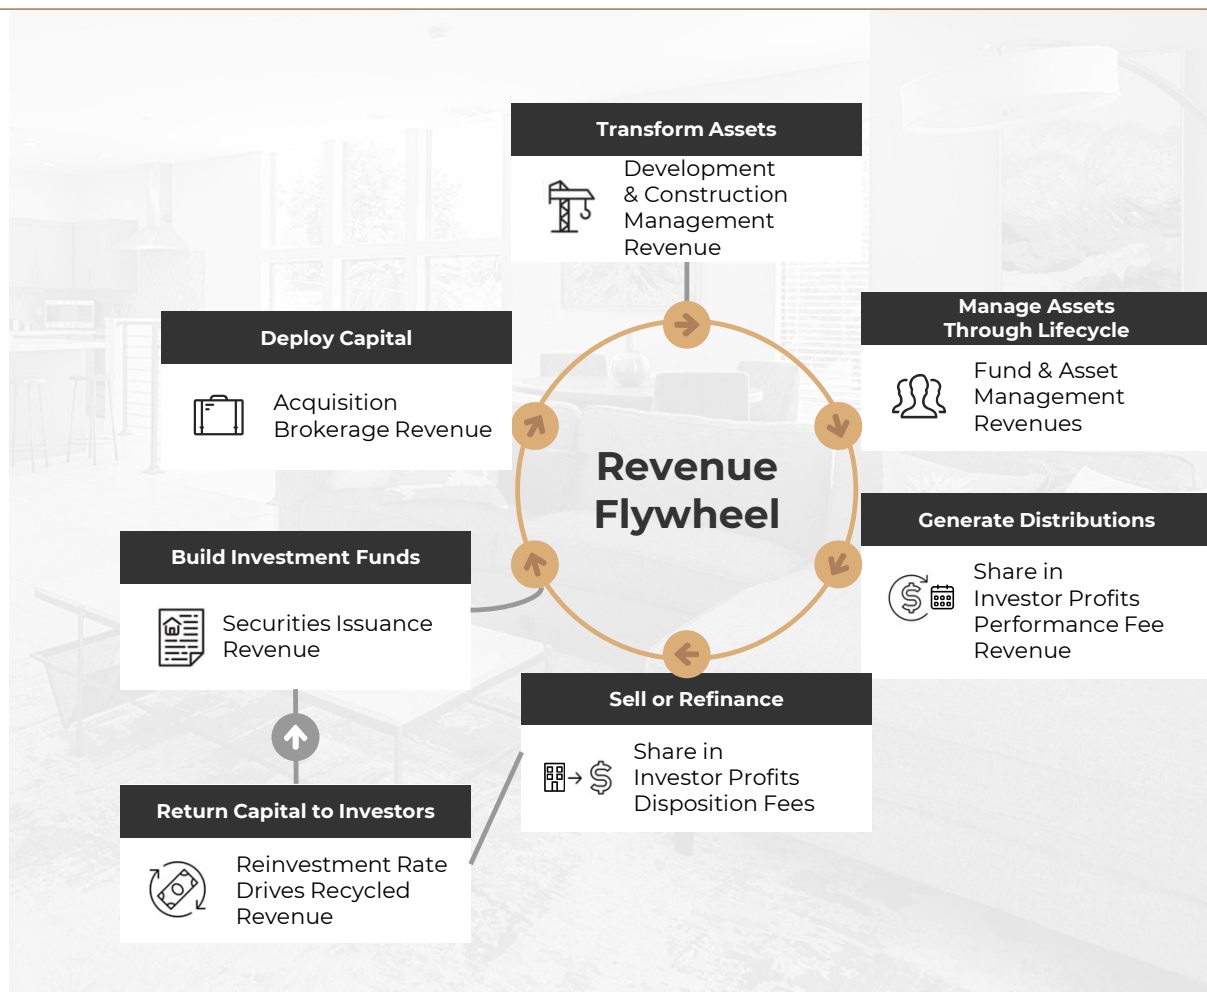 Transform Assets
Development
& Construction
Management
Revenue
Manage Assets
Through Lifecycle
Fund & Asset
Management
Revenues
Deploy Capital
Acquisition
Brokerage Revenue
Revenue
Flywheel
Generate Distributions
Share in
Investor Profits
Performance Fee
Revenue
Build Investment Funds
Securities Issuance
Revenue
Sell or Refinance
Share in
Investor Profits
Disposition Fees
Return Capital to Investors
Reinvestment Rate
Drives Recycled
Revenue